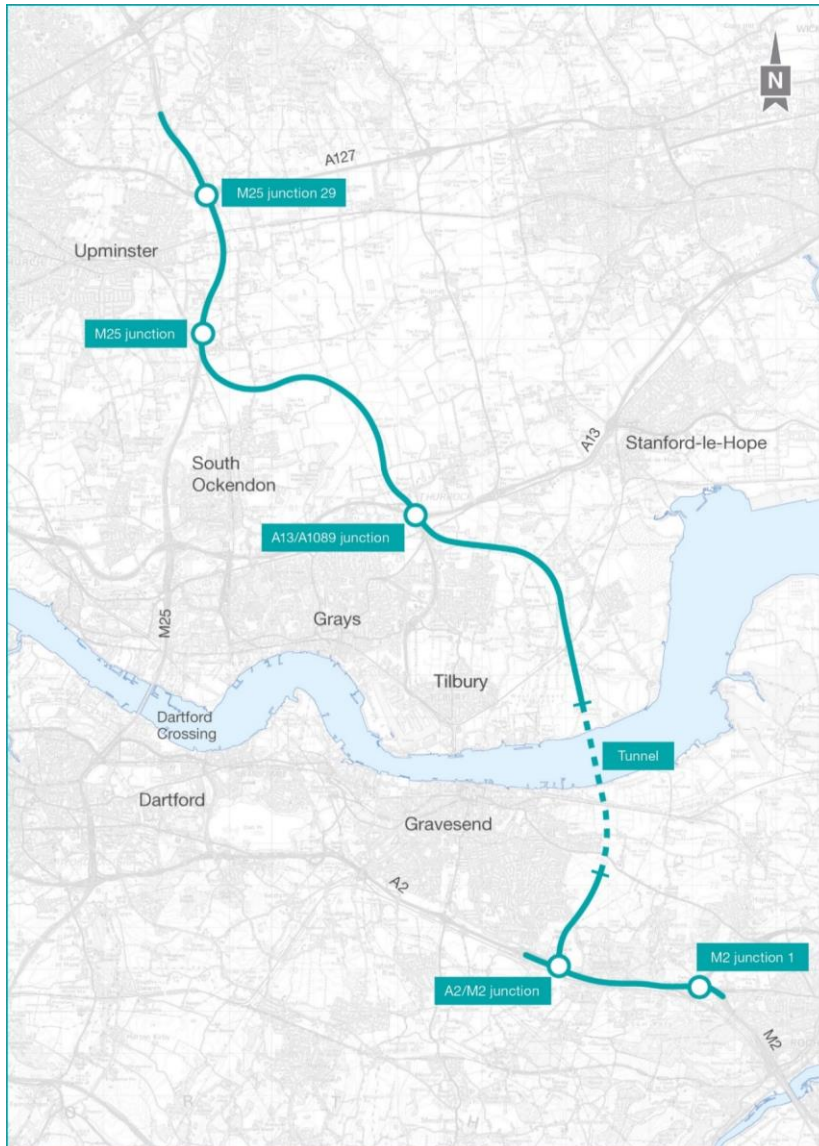 N
A127
M25 junction 29
Upminster
M25 junction
Stanford-le-Hope
A13
South
Ockendon
A13/A1089 junction
M25
Grays
Tilbury
Dartford
Crossing
Tunnel
Dartford
Gravesend
A2
M2 junction 1
A2/M2 junction
M2